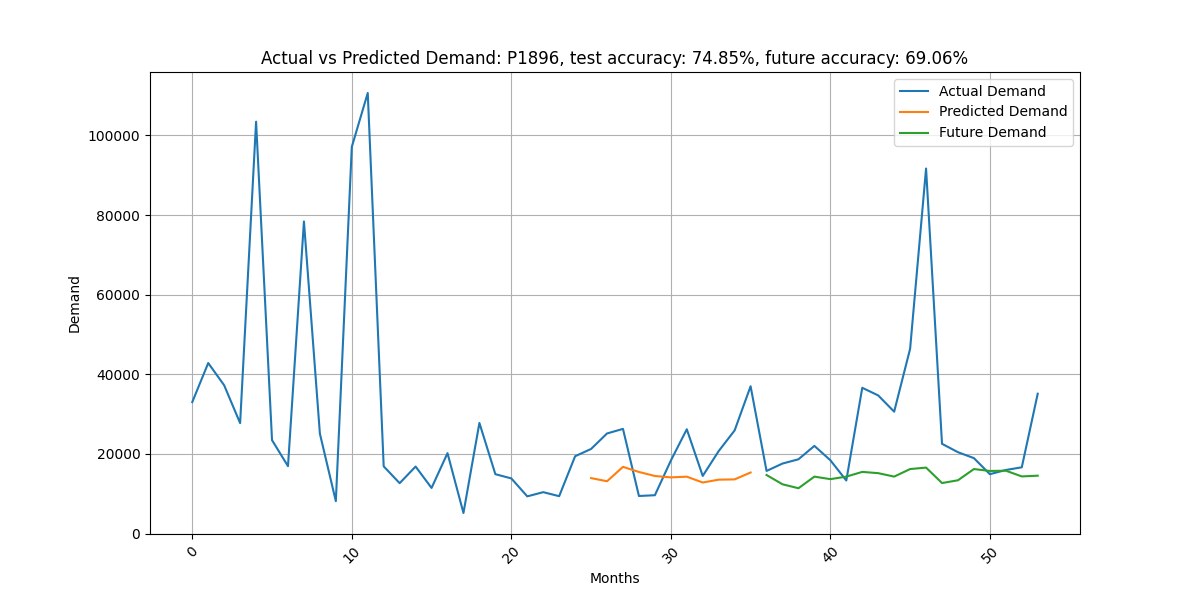 Actual vs Predicted Demand: P1896, test accuracy: 74.85%, future accuracy: 69.06%
Actual Demand
Predicted Demand
Future Demand
100000
80000
60000
40000
20000
0
Demand
0
10
20
30
40
50
Months